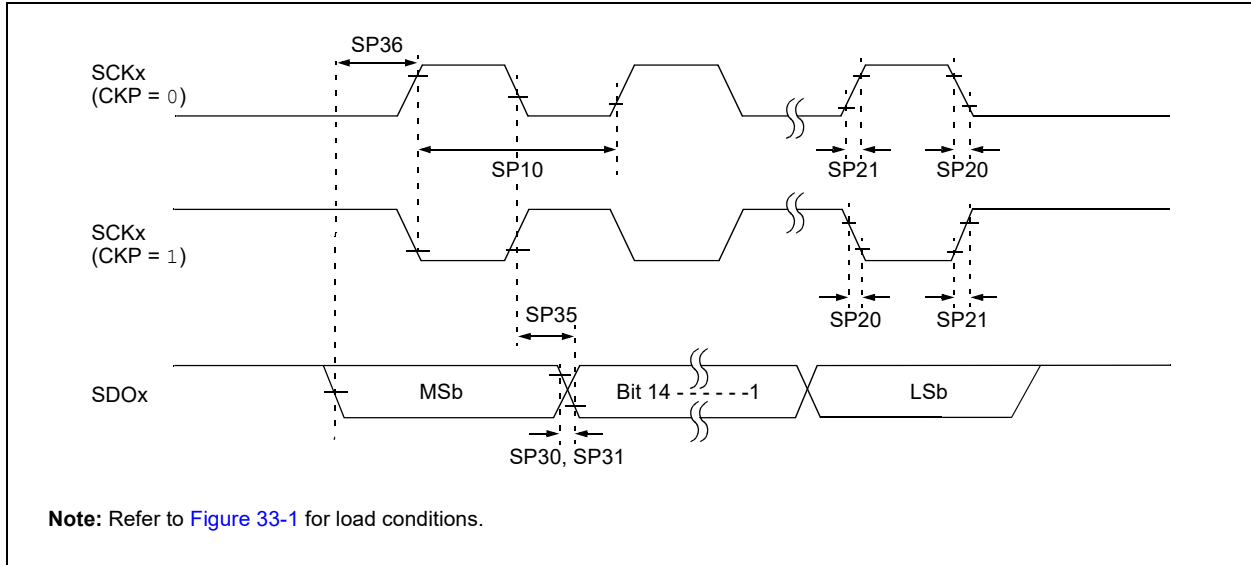 SP36
SCKx
(CKP = 0)
SP10
SP21
SP20
SCKx
(CKP = 1)
SP35
SP20
SP21
SDOx
MSb
Bit 14 - - - - - -1
LSb
SP30, SP31
Note: Refer to Figure 33-1 for load conditions.